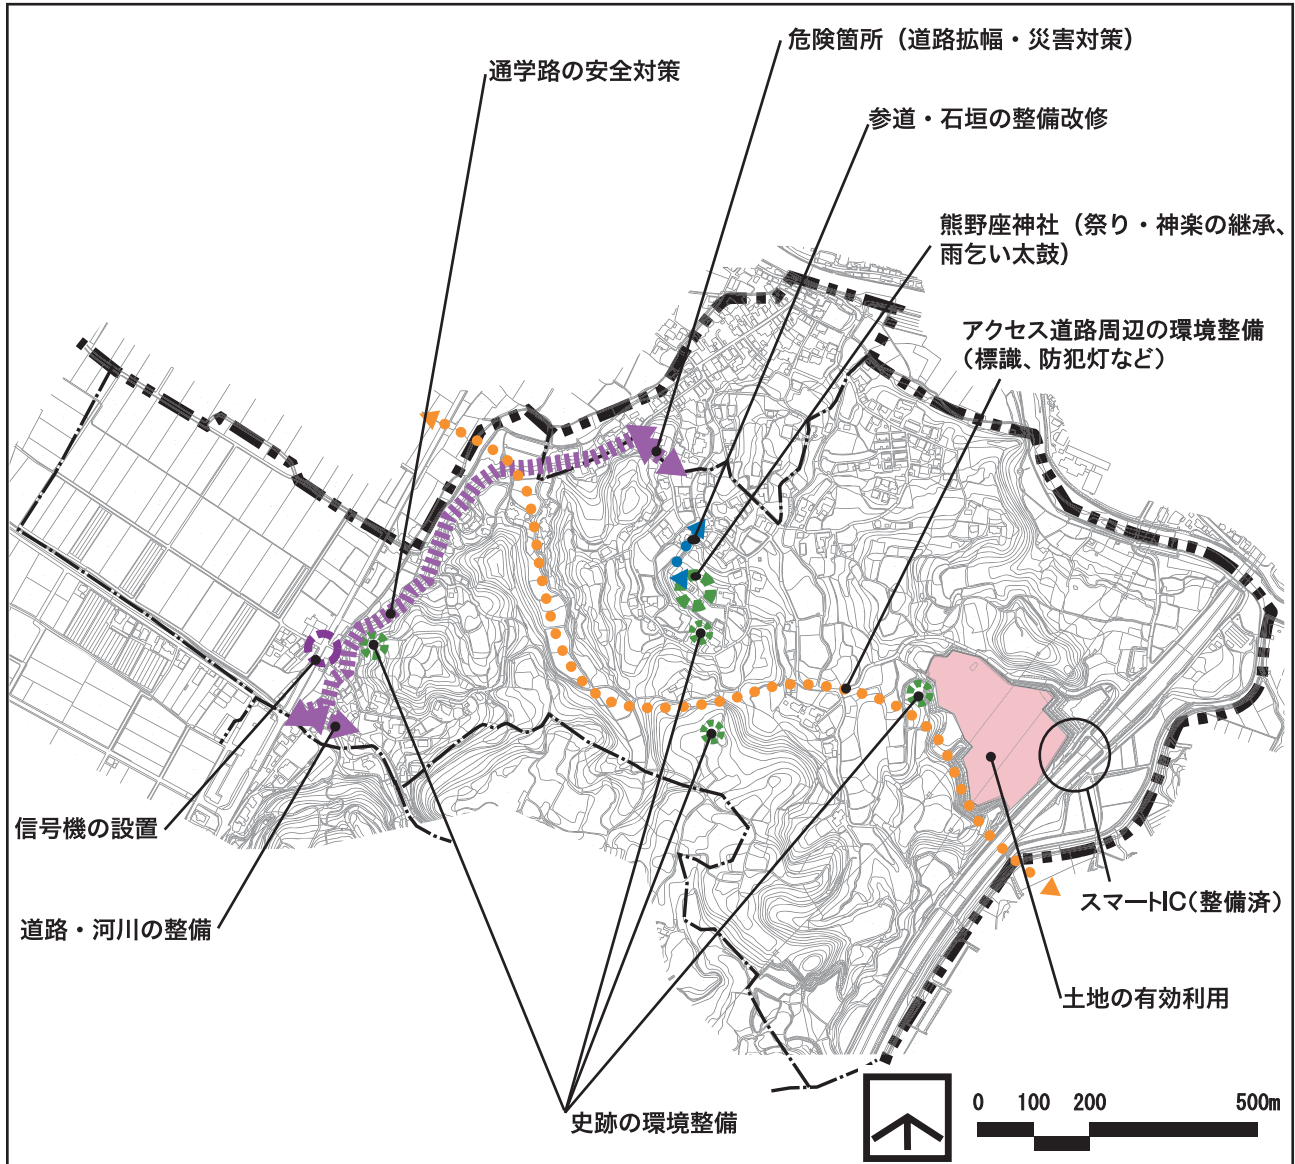 危険箇所（道路拡幅・災害対策）
通学路の安全対策
参道・石垣の整備改修
熊野座神社（祭り・神楽の継承、
雨乞い太鼓）
アクセス道路周辺の環境整備
（標識、防犯灯など）
信号機の設置
道路・河川の整備
スマートIC（整備済）
土地の有効利用
史跡の環境整備
0 100 200 500m